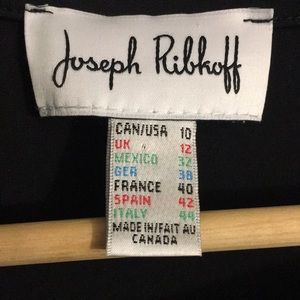 Joseph Ribkoff
CAN/USA 10
UK 12
MEXICO 32
GER 38
FRANCE 40
SPAIN 42
ITALY 44
MADE IN/FAIT AU
CANADA